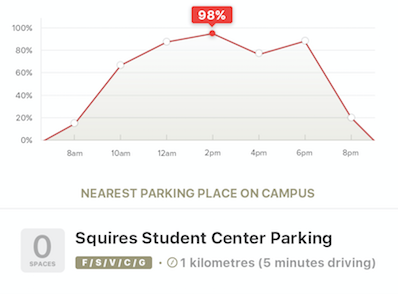 98%
100%
80%
60%
40%
20%
0%
8am 10am 12am 2pm 4pm 6pm 8pm
NEAREST PARKING PLACE ON CAMPUS
0
SPACES
Squires Student Center Parking
F / S / V / C / G · 1 kilometres (5 minutes driving)